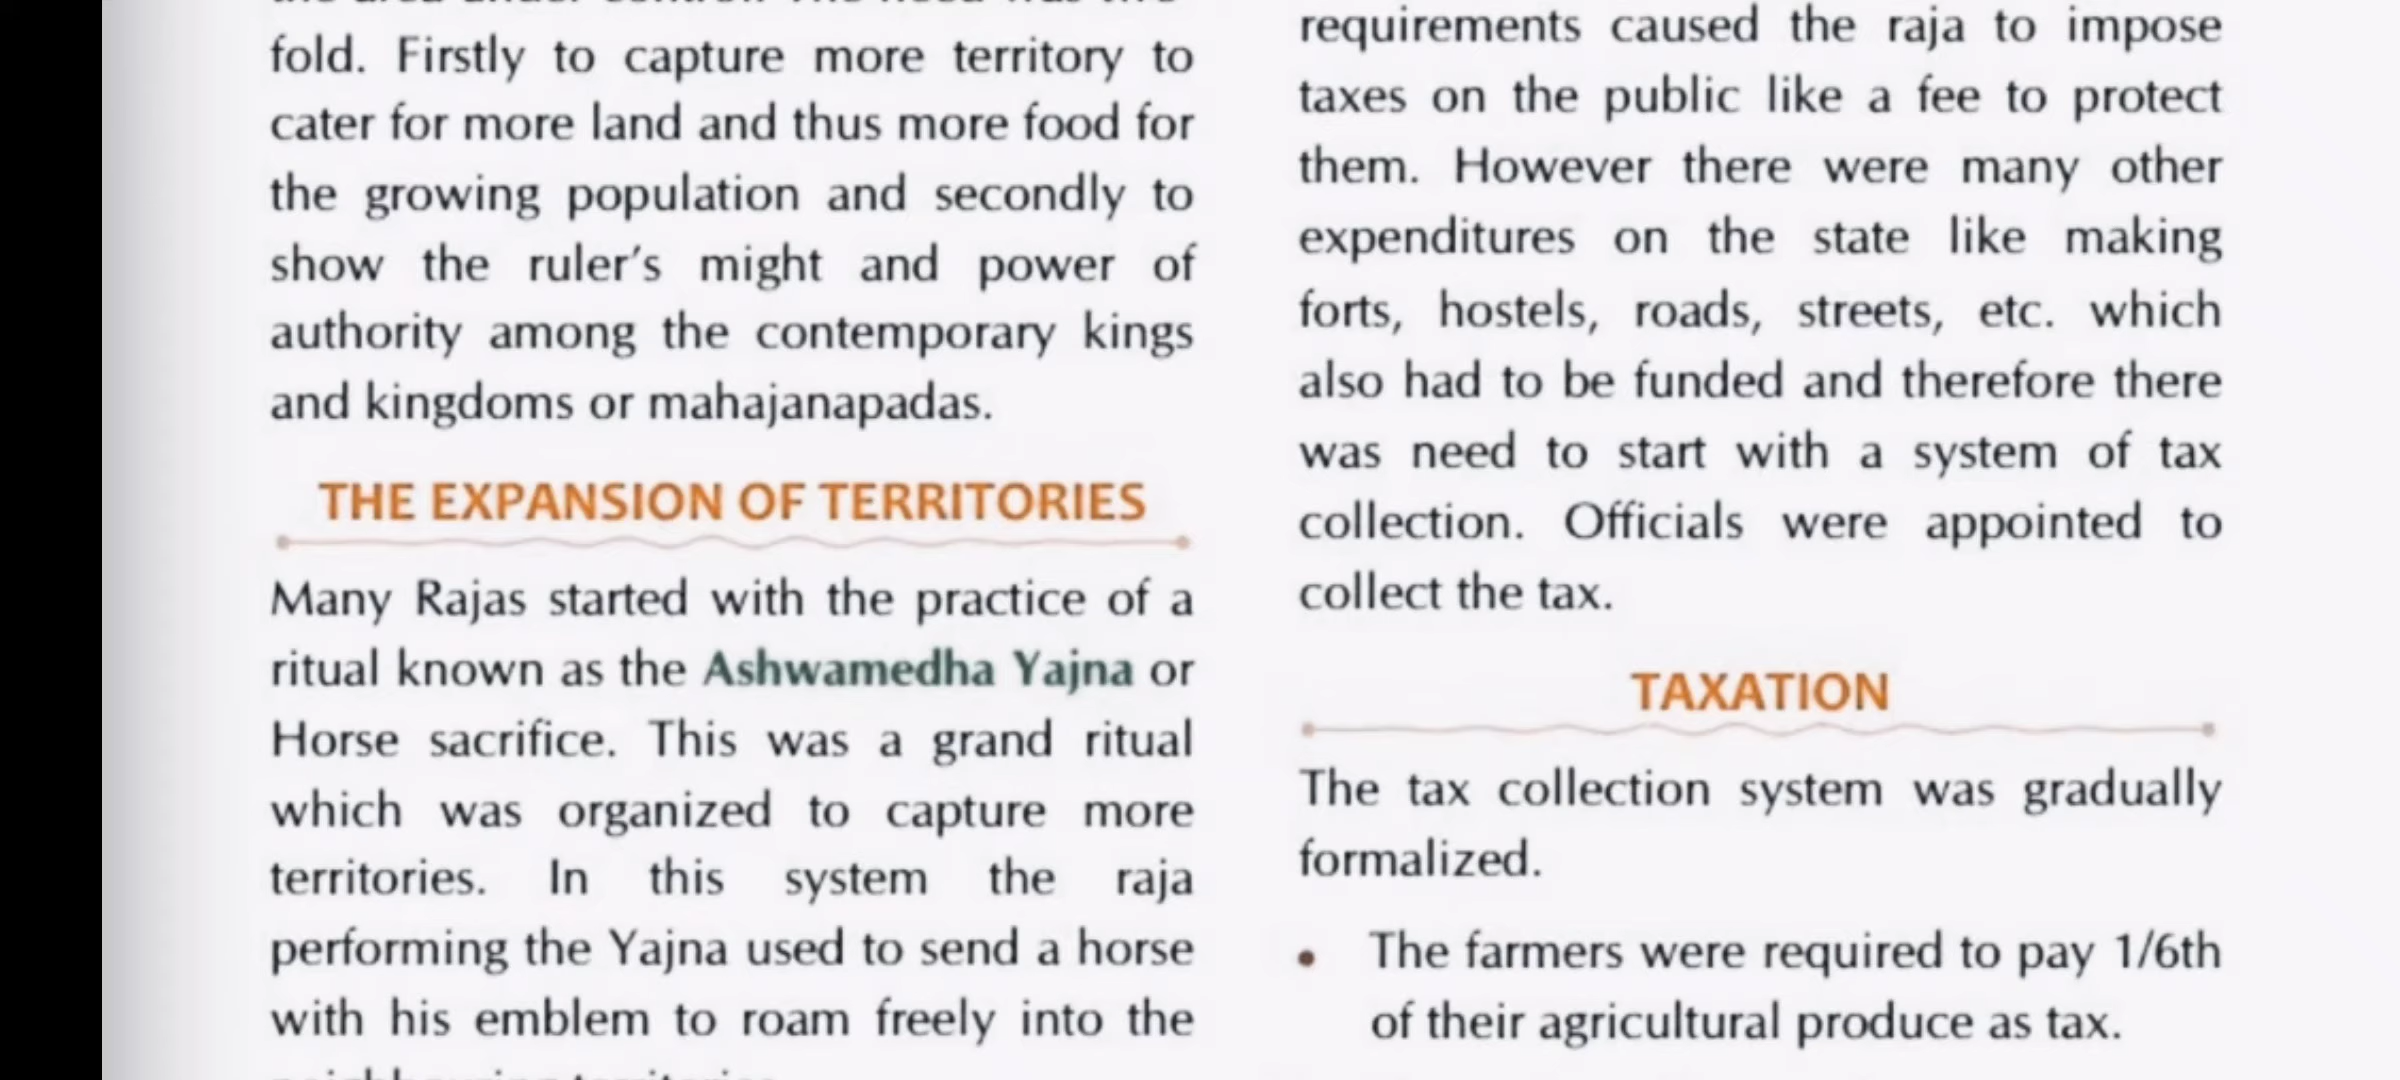 fold. Firstly to capture more territory to
cater for more land and thus more food for
the growing population and secondly to
show the ruler's might and power of
authority among the contemporary kings
and kingdoms or mahajanapadas.
THE EXPANSION OF TERRITORIES
Many Rajas started with the practice of a
ritual known as the Ashwamedha Yajna or
Horse sacrifice. This was a grand ritual
which was organized to capture more
territories. In this system the raja
performing the Yajna used to send a horse
with his emblem to roam freely into the
requirements caused the raja to impose
taxes on the public like a fee to protect
them. However there were many other
expenditures on the state like making
forts, hostels, roads, streets, etc. which
also had to be funded and therefore there
was need to start with a system of tax
collection. Officials were appointed to
collect the tax.
TAXATION
The tax collection system was gradually
formalized.
• The farmers were required to pay 1/6th
of their agricultural produce as tax.